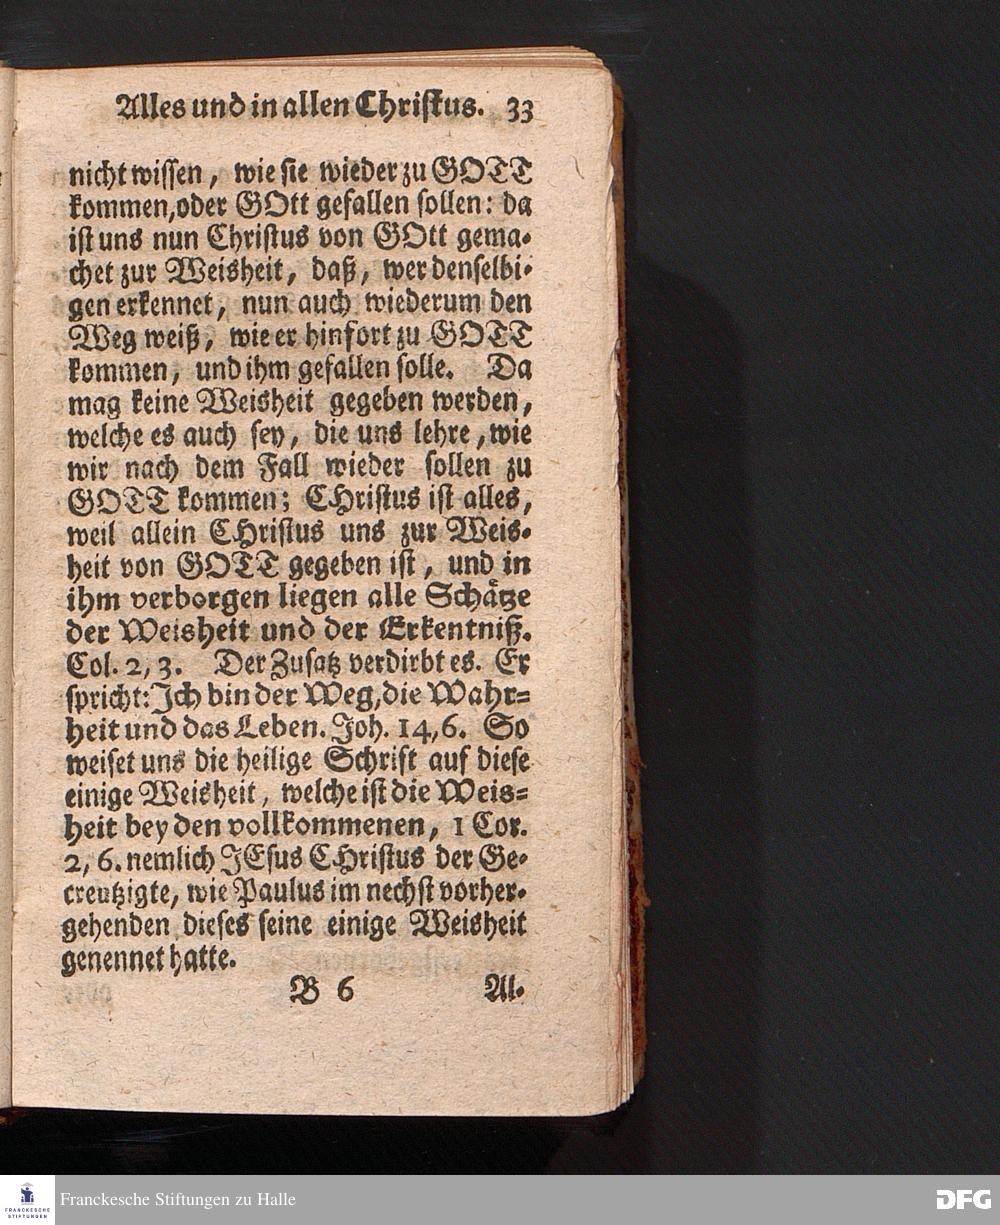 Alles und in allen Christus. 33
nicht wissen, wie sie wieder zu GOTT
kommen, oder GOtt gefallen sollen: da
ist uns nun Christus von GOtt gema-
chet zur Weisheit, daß, wer denselbi-
gen erkennet, nun auch wiederum den
Weg weiß, wie er hinfort zu GOTT
kommen, und ihm gefallen solle. Da
mag keine Weisheit gegeben werden,
welche es auch sey, die uns lehre, wie
wir nach dem Fall wieder sollen zu
GOTT kommen; CHristus ist alles,
weil allein CHristus uns zur Weis-
heit von GOTT gegeben ist, und in
ihm verborgen liegen alle Schätze
der Weisheit und der Erkentniß.
Col. 2, 3. Der Zusatz verdirbt es. Er
spricht: Ich bin der Weg, die Wahr-
heit und das Leben. Joh. 14, 6. So
weiset uns die heilige Schrift auf diese
einige Weisheit, welche ist die Weis-
heit bey den vollkommenen, 1 Cor.
2, 6. nemlich JEsus CHristus der Ge-
creutzigte, wie Paulus im nechst vorher-
gehenden dieses seine einige Weisheit
genennet hatte.
B 6 Al-
FRANCKESCHE STIFTUNGEN
Franckesche Stiftungen zu Halle
DFG